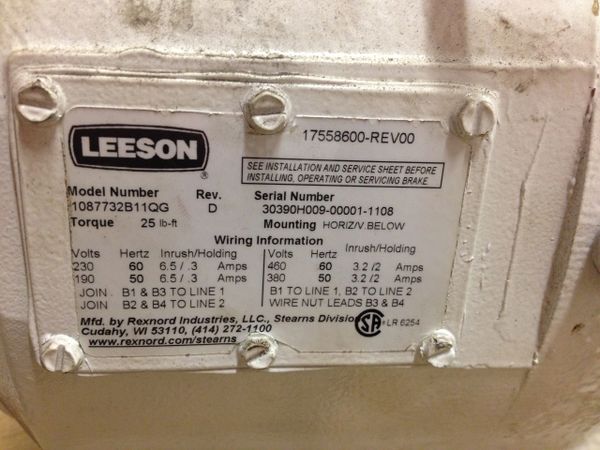 LEESON
®
17558600-REV00
SEE INSTALLATION AND SERVICE SHEET BEFORE
INSTALLING, OPERATING OR SERVICING BRAKE.
Model Number Rev. Serial Number
1087732B11QG D 30390H009-00001-1108
Torque 25 lb-ft Mounting HORIZ/V.BELOW
Wiring Information
Volts Hertz Inrush/Holding Volts Hertz Inrush/Holding
230 60 6.5 / .3 Amps 460 60 3.2 /2 Amps
190 50 6.5 / .3 Amps 380 50 3.2 /2 Amps
JOIN B1 & B3 TO LINE 1 B1 TO LINE 1, B2 TO LINE 2
JOIN B2 & B4 TO LINE 2 WIRE NUT LEADS B3 & B4
Mfd. by Rexnord Industries, LLC., Stearns Division
Cudahy, WI 53110, (414) 272-1100
www.rexnord.com/stearns
SA ® LR 6254